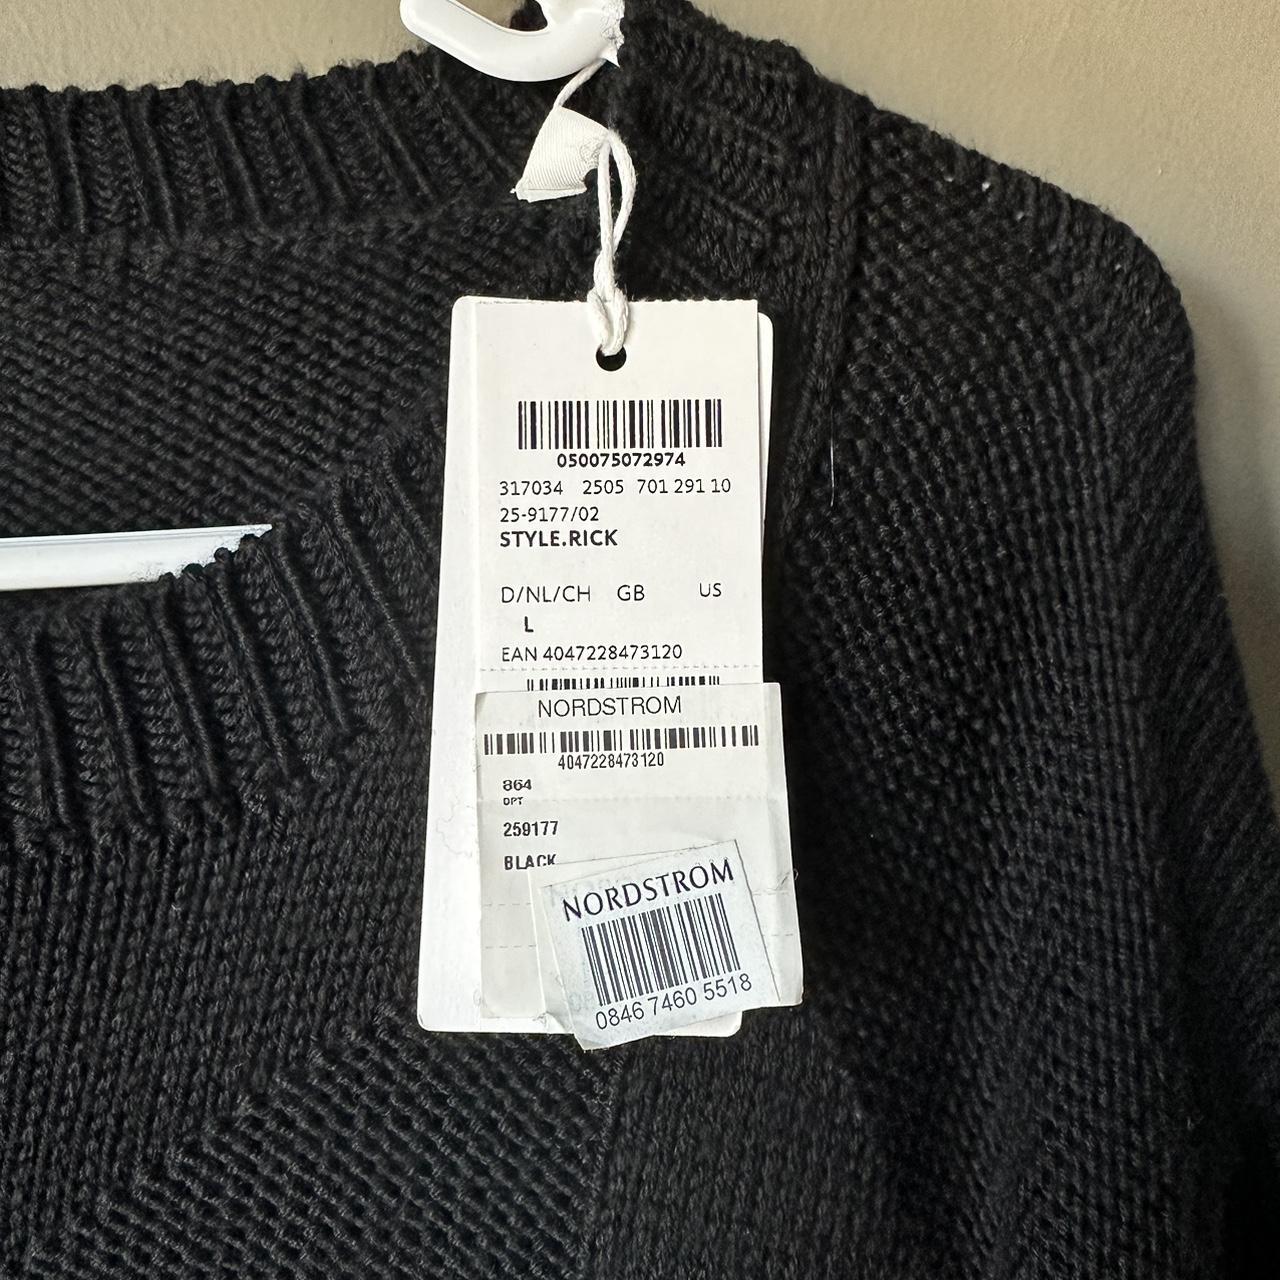 050075072974
317034 2505 701 291 10
25-9177/02
STYLE.RICK
D/NL/CH GB US
L
EAN 4047228473120
NORDSTROM
4047228473120
864
DPT
259177
BLACK
NORDSTROM
0846 7460 5518